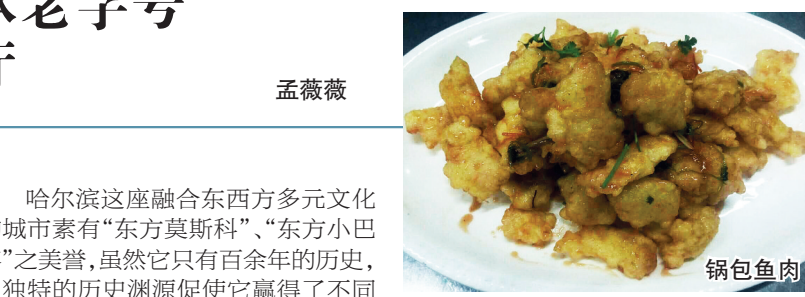 老字号
孟薇薇
哈尔滨这座融合东西方多元文化
城市素有“东方莫斯科”、“东方小巴
”之美誉,虽然它只有百余年的历史,
独特的历史渊源促使它赢得了不同
锅包鱼肉